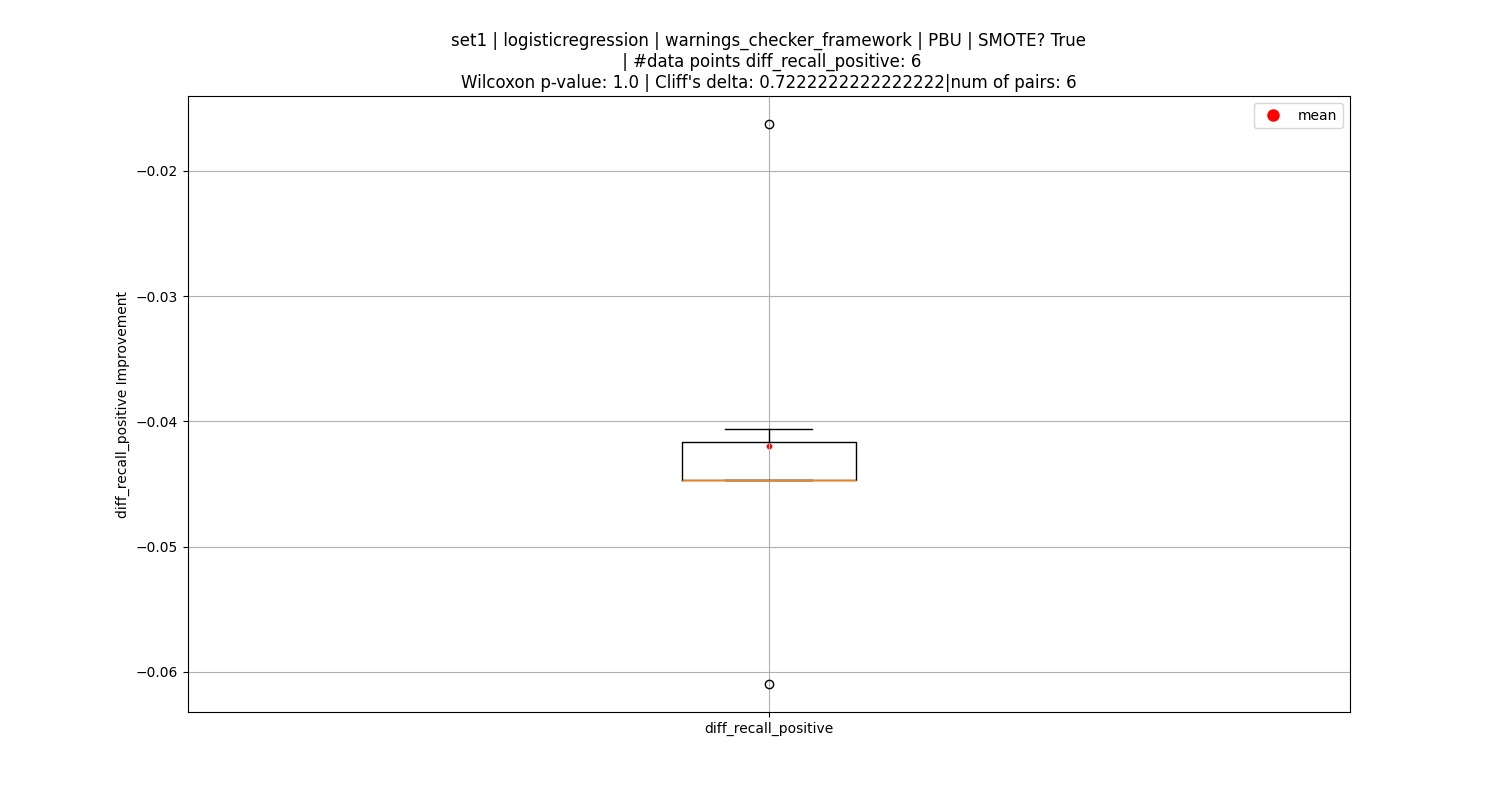 set1 | logisticregression | warnings_checker_framework | PBU | SMOTE? True
| #data points diff_recall_positive: 6
Wilcoxon p-value: 1.0 | Cliff's delta: 0.7222222222222222|num of pairs: 6
mean
−0.02
−0.03
−0.04
−0.05
−0.06
diff_recall_positive Improvement
diff_recall_positive